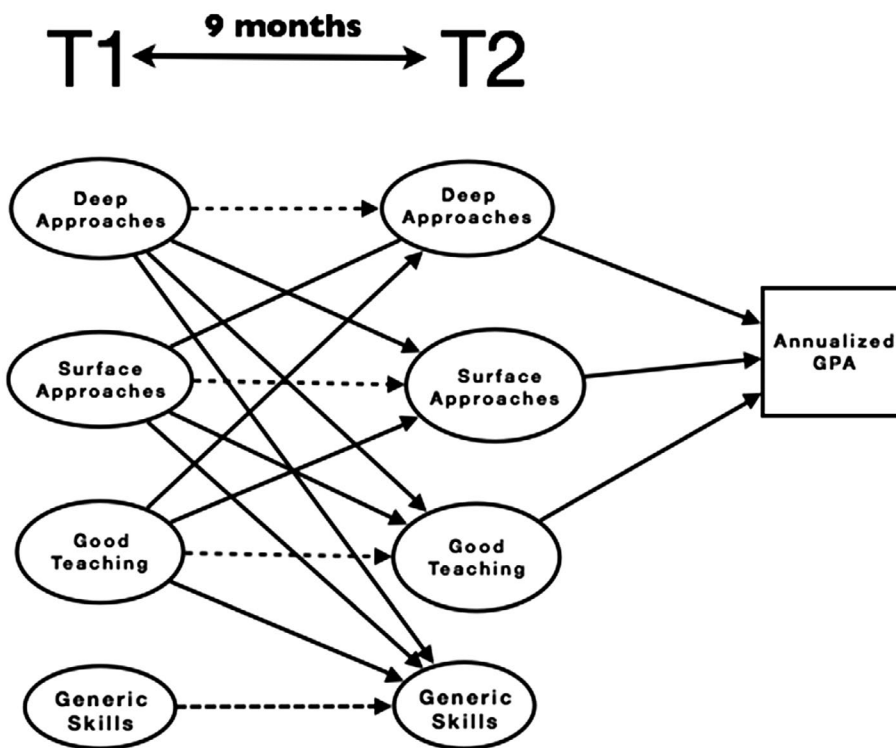 9 months
T1 T2
Deep
Approaches
Deep
Approaches
Annualized
GPA
Surface
Approaches
Surface
Approaches
Good
Teaching
Good
Teaching
Generic
Skills
Generic
Skills